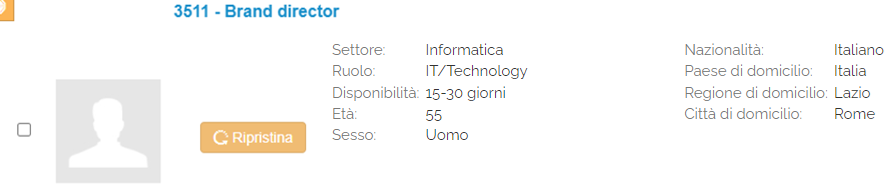 3511 - Brand director
Settore: Informatica
Ruolo: IT/Technology
Disponibilità: 15-30 giorni
Età: 55
Sesso: Uomo
Nazionalità: Italiano
Paese di domicilio: Italia
Regione di domicilio: Lazio
Città di domicilio: Rome
Ripristina